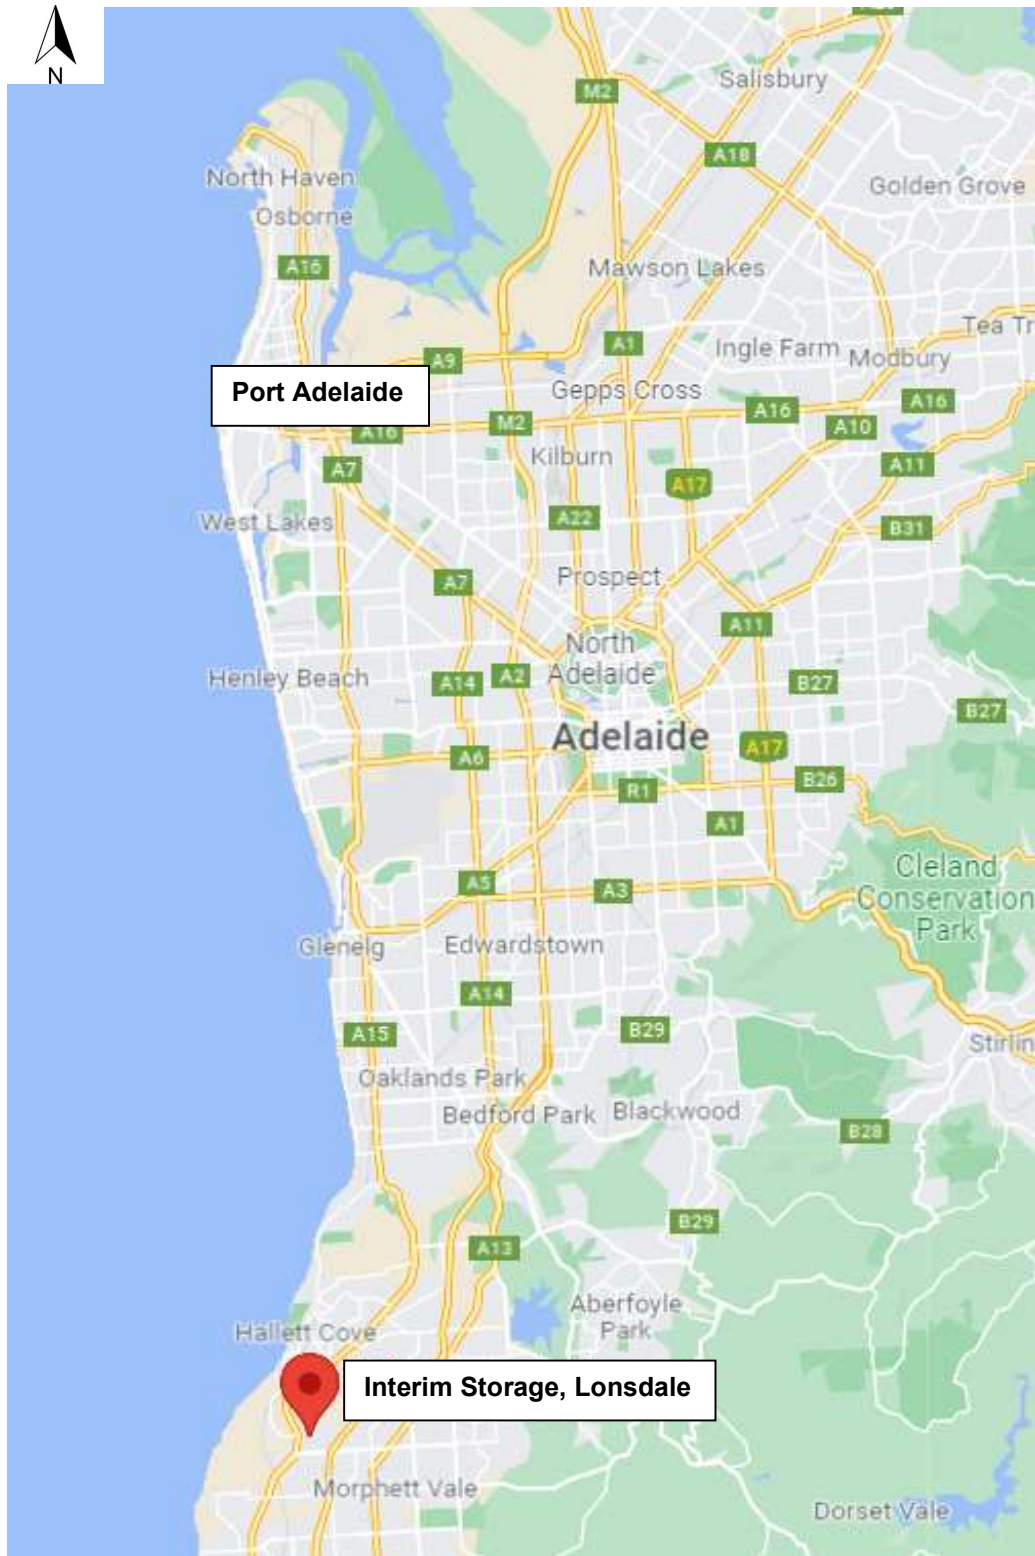 N
Salisbury
M2
A18
North Haven
Golden Grove
Osborne
A16
Mawson Lakes
Tea Tr
A1
Ingle Farm
Modbury
A9
Port Adelaide
Gepps Cross
A16
A16
A16
M2
A10
Kilburn
A7
A11
A17
West Lakes
A22
B31
Prospect
A7
A11
North
Adelaide
Henley Beach
A14
A2
B27
B27
Adelaide
A17
A6
R1
B26
A1
Cleland
Conservation
Park
A5
A3
Glenelg
Edwardstown
A14
A15
B29
Stirlin
Oaklands Park
Bedford Park
Blackwood
B28
B29
A13
Aberfoyle
Park
Hallett Cove
Interim Storage, Lonsdale
Morphett Vale
Dorset Vale